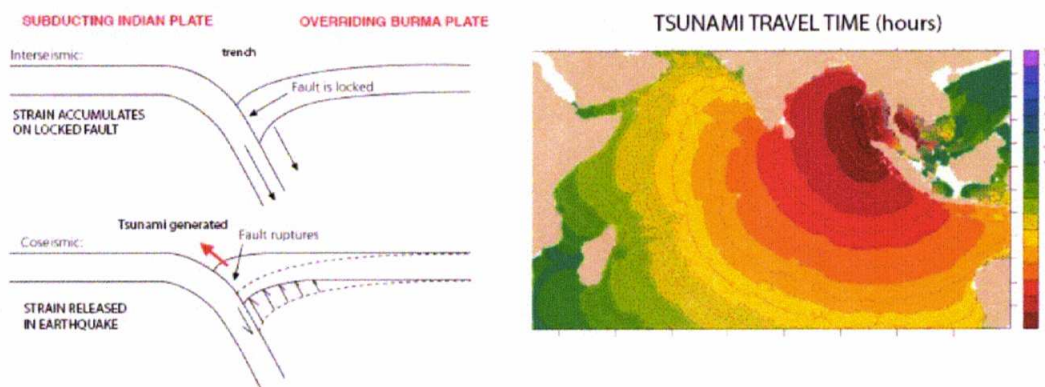 SUBDUCTING INDIAN PLATE
OVERRIDING BURMA PLATE
Interseismic:
trench
Fault is locked
STRAIN ACCUMULATES
ON LOCKED FAULT
Tsunami generated
Coseismic:
Fault ruptures
STRAIN RELEASED
IN EARTHQUAKE
TSUNAMI TRAVEL TIME (hours)